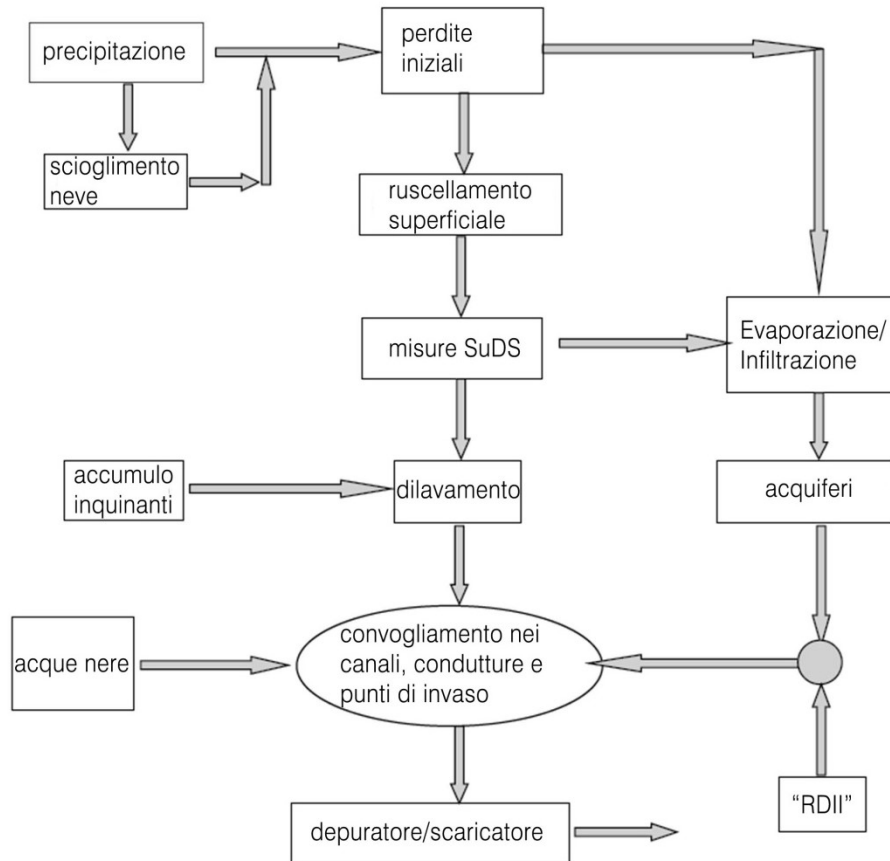 precipitazione
perdite
iniziali
scioglimento
neve
ruscellamento
superficiale
misure SuDS
Evaporazione/
Infiltrazione
accumulo
inquinanti
dilavamento
acquiferi
acque nere
convogliamento nei
canali, condutture e
punti di invaso
“RDII”
depuratore/scaricatore